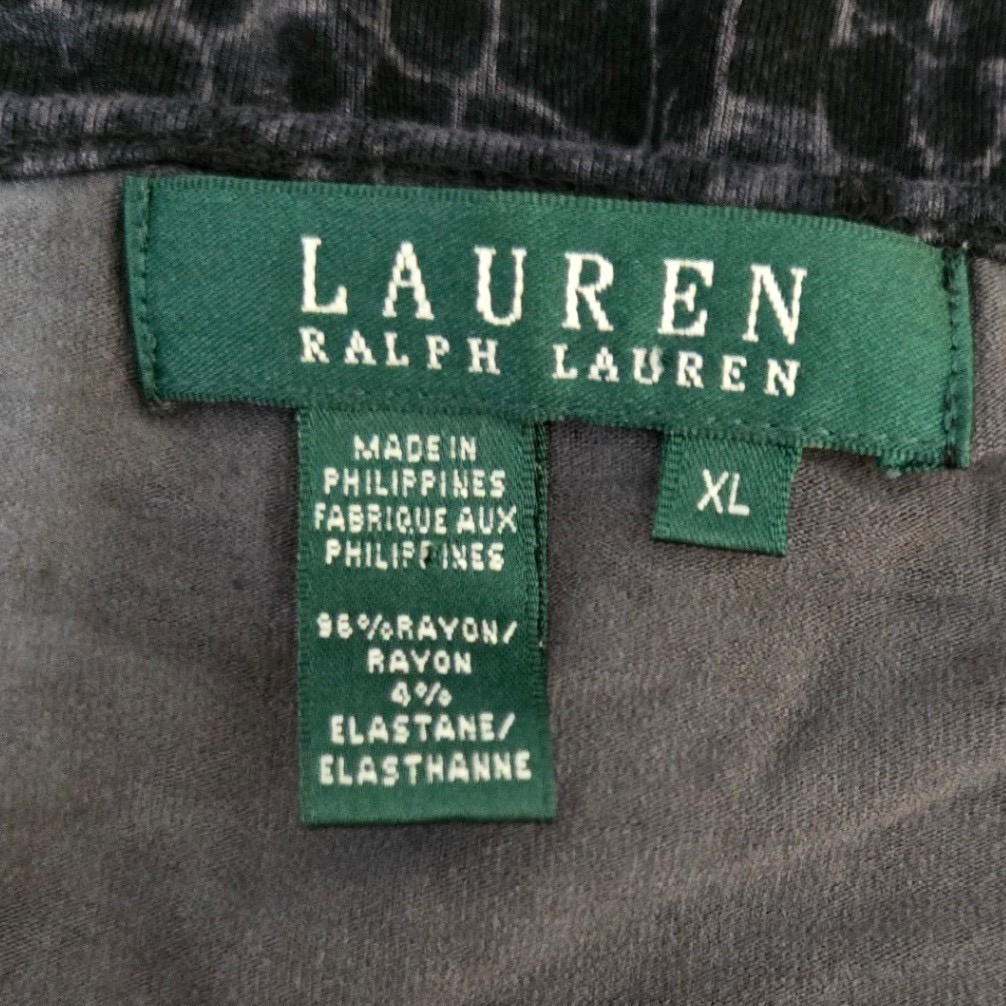 LAUREN
RALPH LAUREN
MADE IN
PHILIPPINES
FABRIQUE AUX
PHILIPPINES
96% RAYON/
RAYON
4%
ELASTANE/
ELASTHANNE
XL